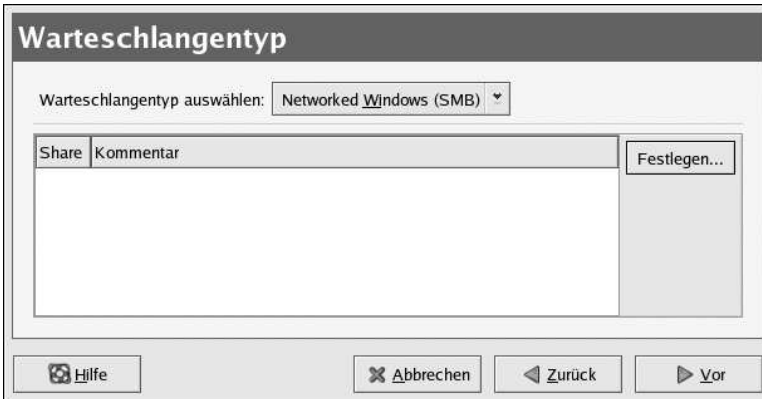 Warteschlangentyp
Warteschlangentyp auswählen: Networked Windows (SMB)
Share Kommentar
Festlegen...
Hilfe Abbrechen Zurück Vor